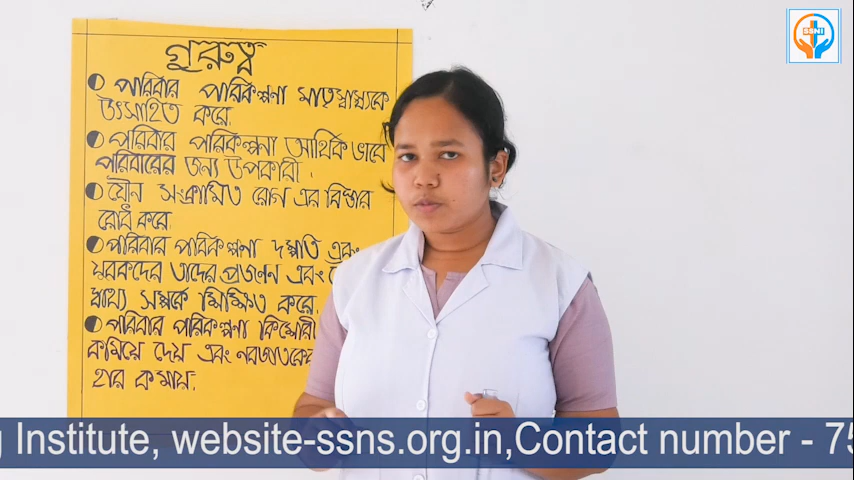 গুরুত্ব
পারিবার পরিকল্পনা মাতৃস্বাস্থ্যকে
উৎসাহিত করে.
পরিবার পরিকল্পনা আর্থিক ভাবে
পরিবারের জন্য উপকারী.
যৌন সংক্রামিত রোগ এর বিস্তার
রোধ করে.
পারিবার পরিকল্পনা দম্পতি এবং
যুবকদের তাদের প্রজনন এবং
স্বাস্থ্য সম্পর্কে শিক্ষিত করে.
পরিবার পরিকল্পনা কিশোরী
কমিয়ে দেয় এবং নবজাতকের
হার কমায়.
SSNI
g Institute, website-ssns.org.in,Contact number - 75